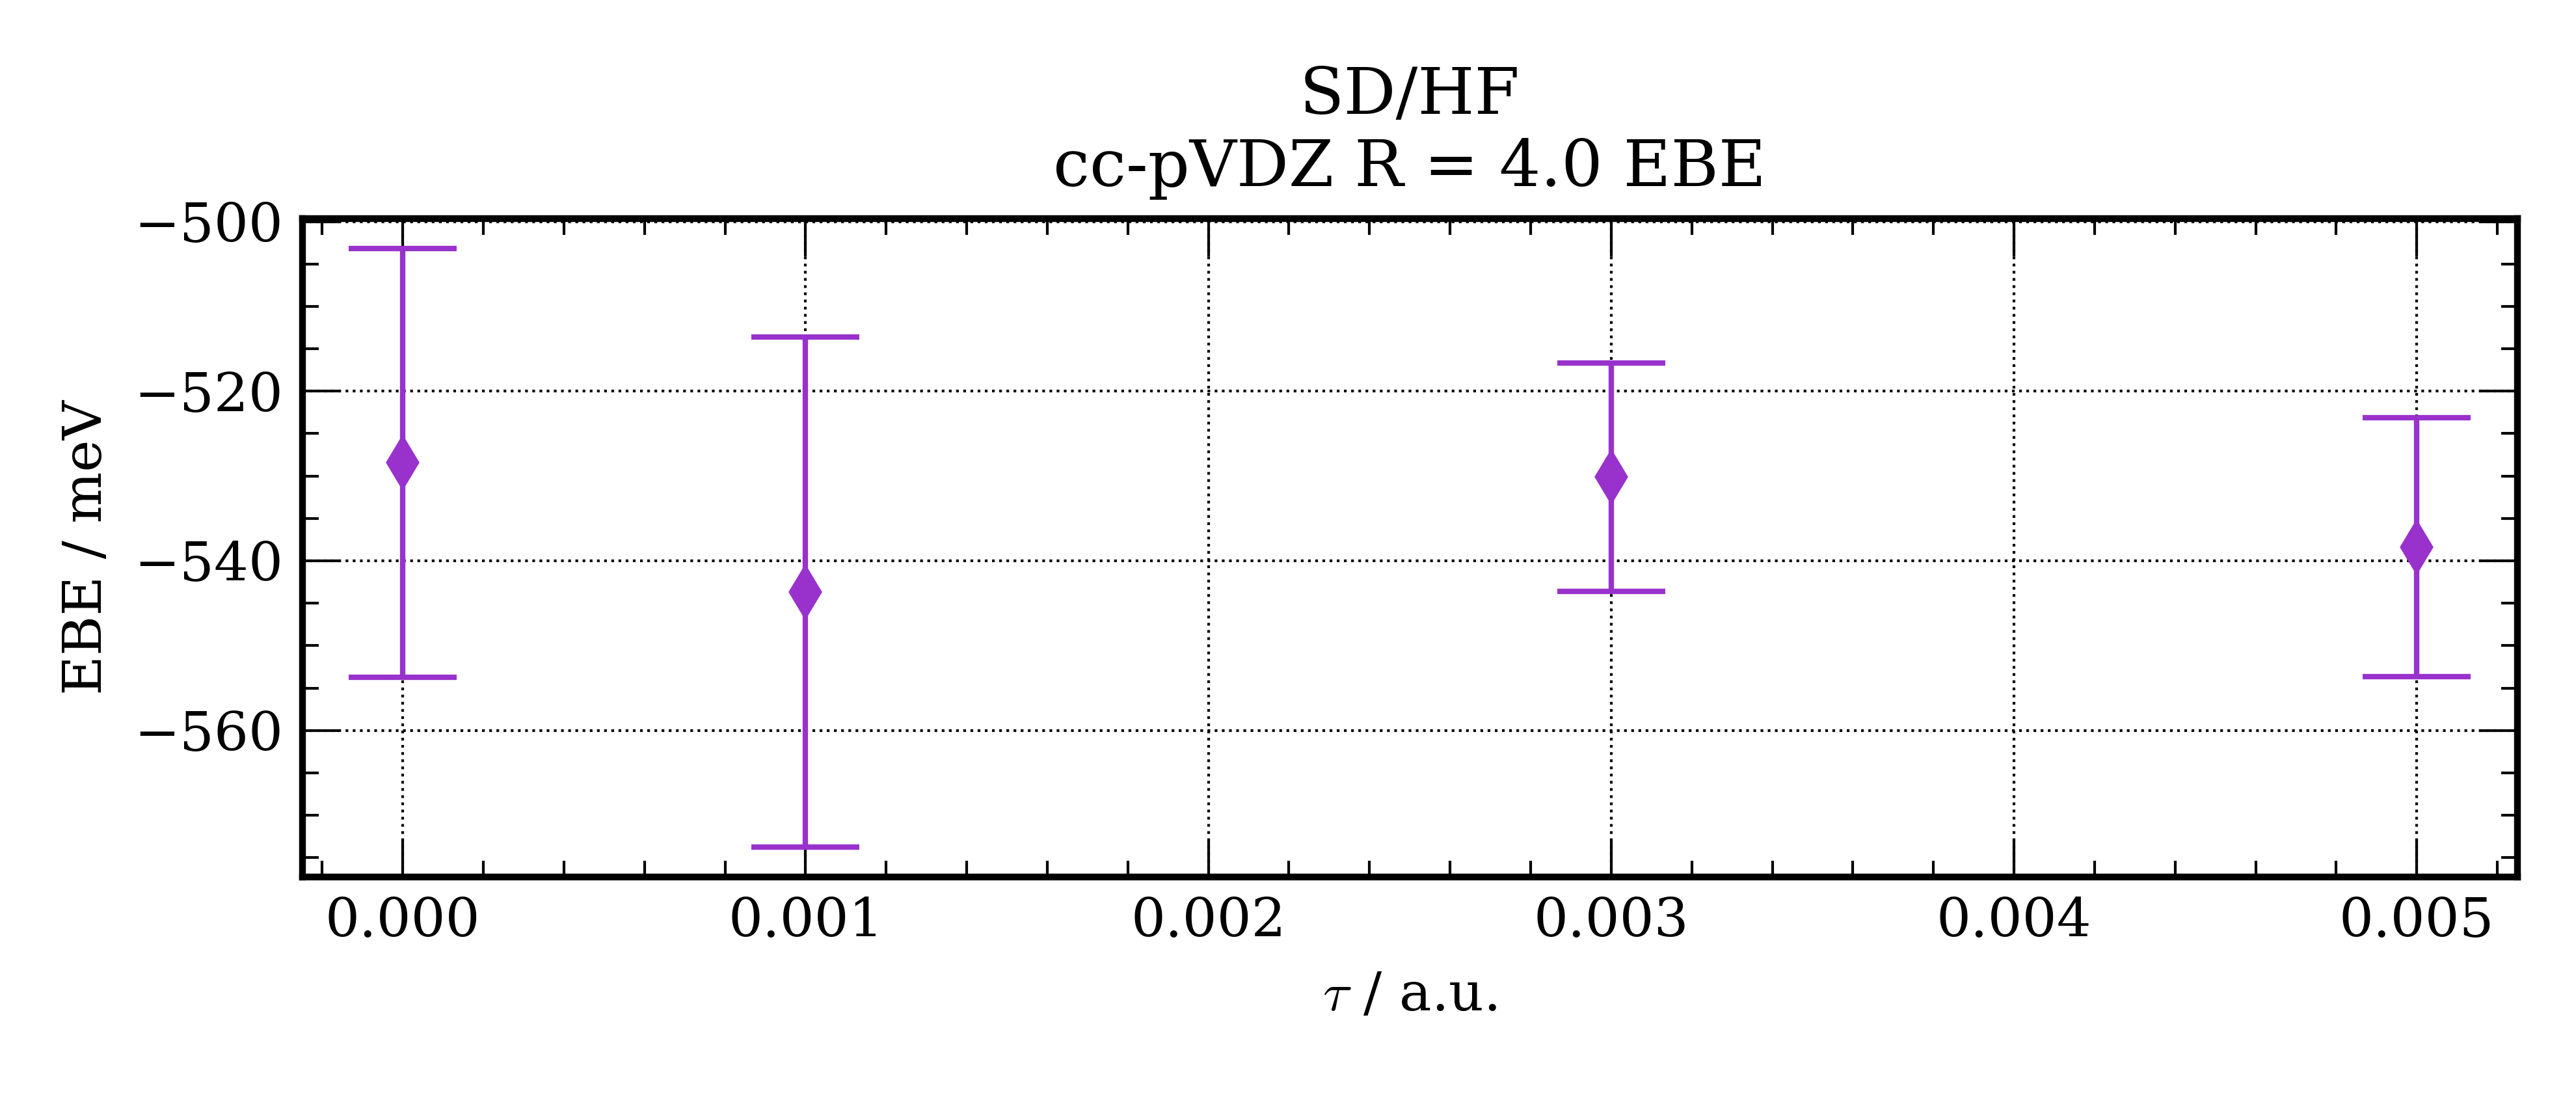 SD/HF
cc-pVDZ R = 4.0 EBE
EBE / meV
−500
−520
−540
−560
0.000 0.001 0.002 0.003 0.004 0.005
τ / a.u.